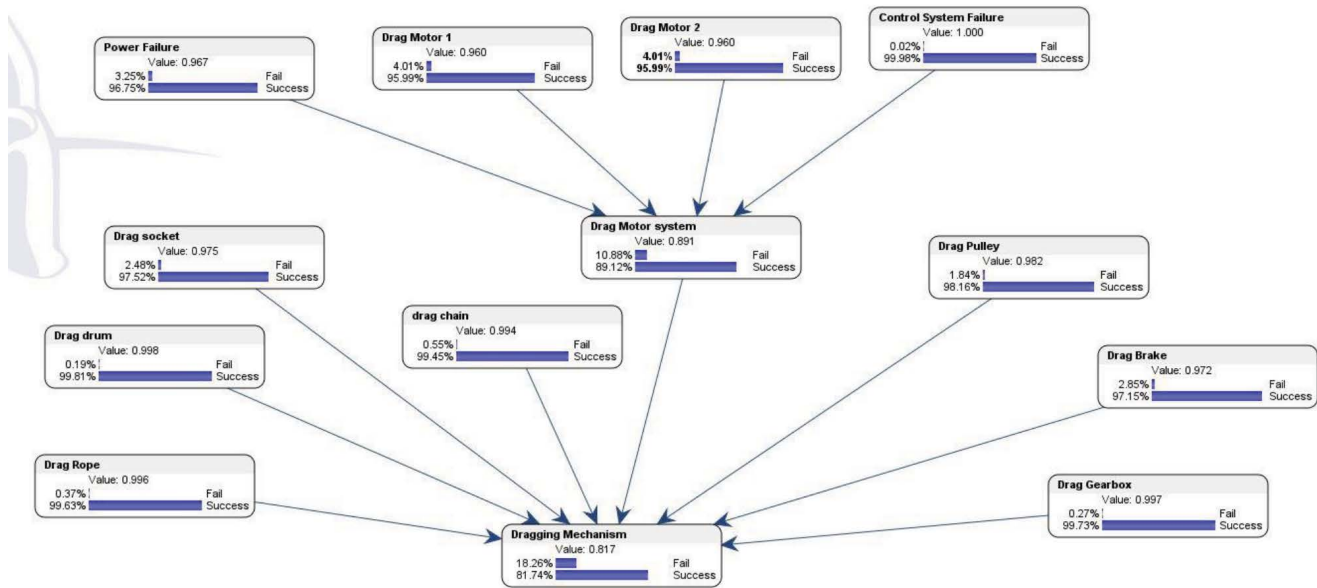 Power Failure
Value: 0.967
3.25% Fail
96.75% Success
Drag Motor 1
Value: 0.960
4.01% Fail
95.99% Success
Drag Motor 2
Value: 0.960
4.01% Fail
95.99% Success
Control System Failure
Value: 1.000
0.02% Fail
99.98% Success
Drag Motor system
Value: 0.891
10.88% Fail
89.12% Success
Drag socket
Value: 0.975
2.48% Fail
97.52% Success
Drag Pulley
Value: 0.982
1.84% Fail
98.16% Success
drag chain
Value: 0.994
0.55% Fail
99.45% Success
Drag drum
Value: 0.998
0.19% Fail
99.81% Success
Drag Brake
Value: 0.972
2.85% Fail
97.15% Success
Drag Rope
Value: 0.996
0.37% Fail
99.63% Success
Drag Gearbox
Value: 0.997
0.27% Fail
99.73% Success
Dragging Mechanism
Value: 0.817
18.26% Fail
81.74% Success